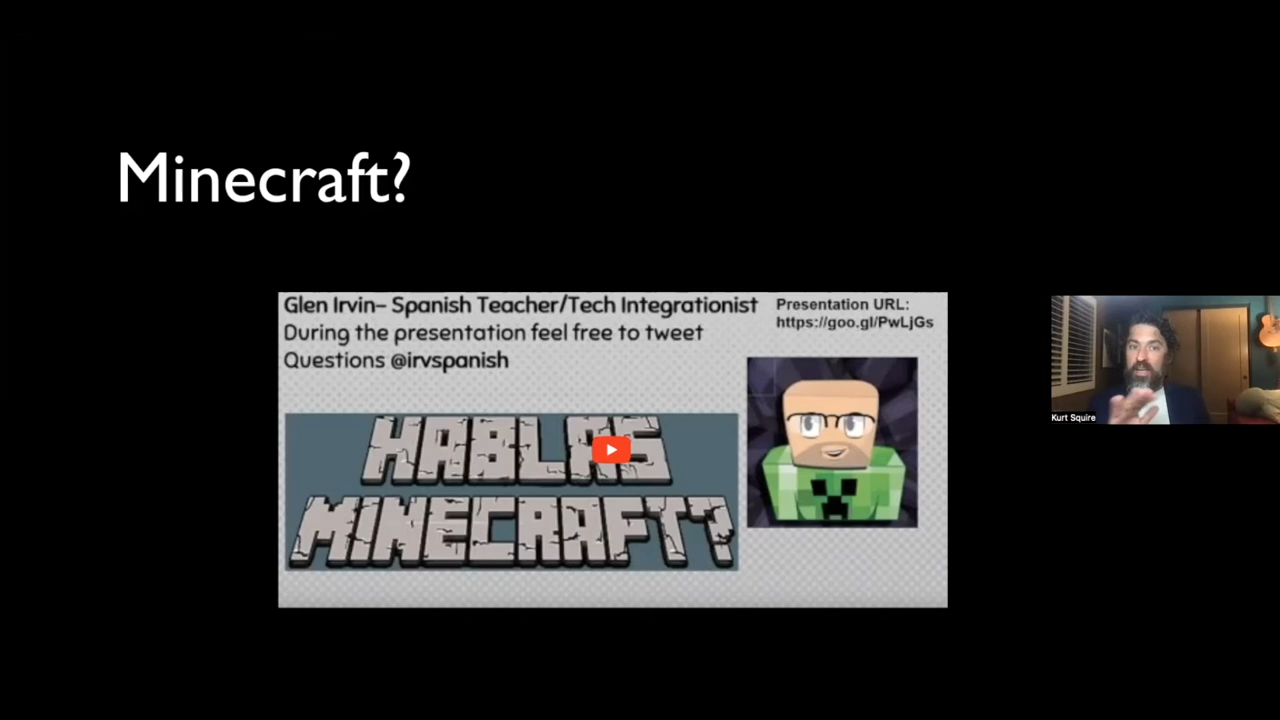 Minecraft?
Glen Irvin– Spanish Teacher/Tech Integrationist
During the presentation feel free to tweet
Questions @irvspanish
Presentation URL:
https://goo.gl/PwLjGs
HABLAS
MINECRAFT?
Kurt Squire